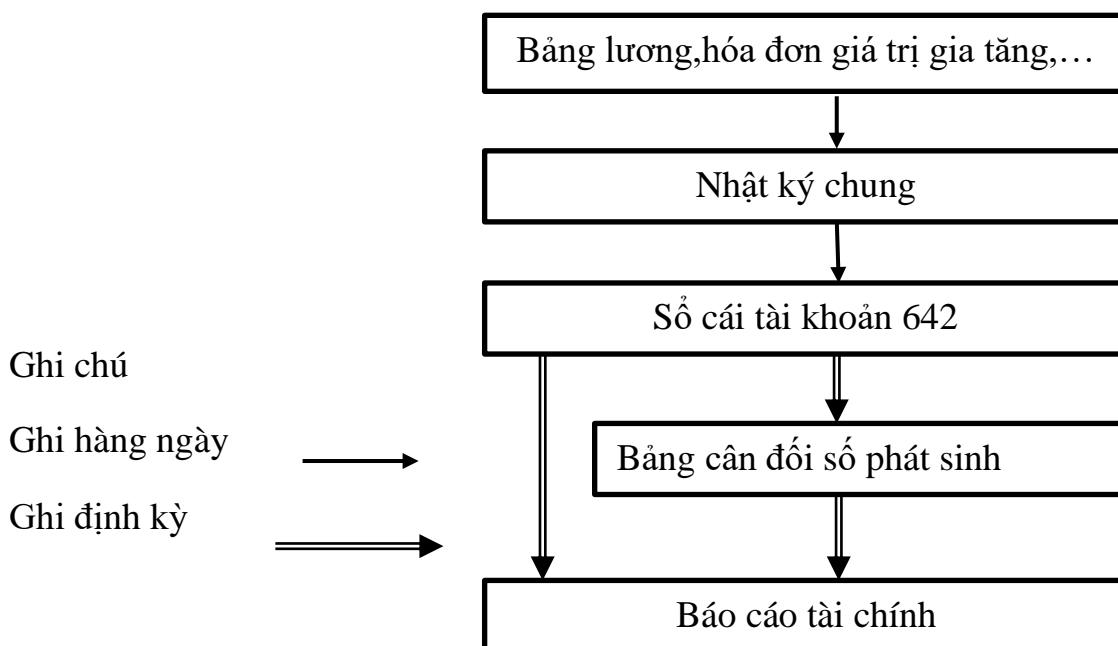 Bảng lương,hóa đơn giá trị gia tăng,…
Nhật ký chung
Sổ cái tài khoản 642
Ghi chú
Ghi hàng ngày
Bảng cân đối số phát sinh
Ghi định kỳ
Báo cáo tài chính